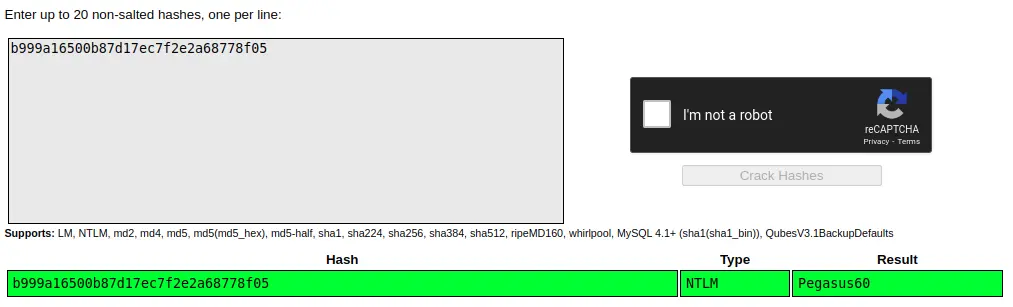 Enter up to 20 non-salted hashes, one per line:
b999a16500b87d17ec7f2e2a68778f05
I'm not a robot
reCAPTCHA
Privacy - Terms
Crack Hashes
Supports: LM, NTLM, md2, md4, md5, md5(md5_hex), md5-half, sha1, sha224, sha256, sha384, sha512, ripeMD160, whirlpool, MySQL 4.1+ (sha1(sha1_bin)), QubesV3.1BackupDefaults
Hash Type Result
b999a16500b87d17ec7f2e2a68778f05 NTLM Pegasus60